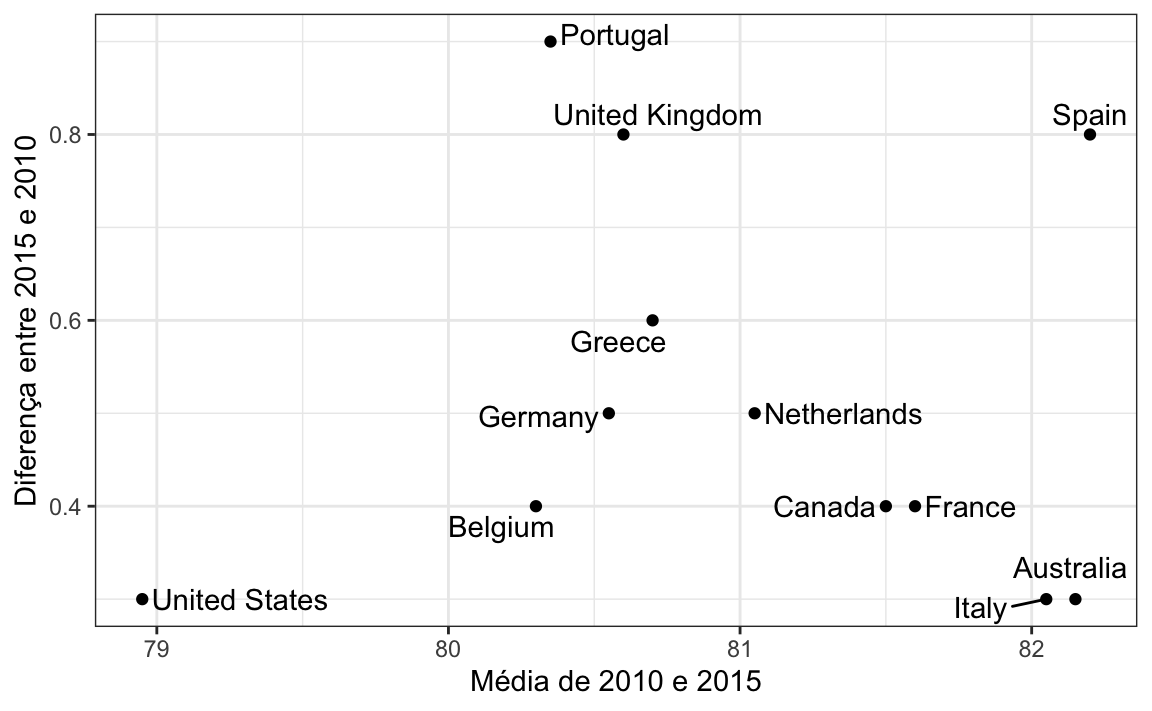 Portugal
United Kingdom
Spain
0.8
Diferença entre 2015 e 2010
0.6
Greece
Germany
Netherlands
0.4
Canada
France
Belgium
Australia
United States
Italy
79
80
81
82
Média de 2010 e 2015